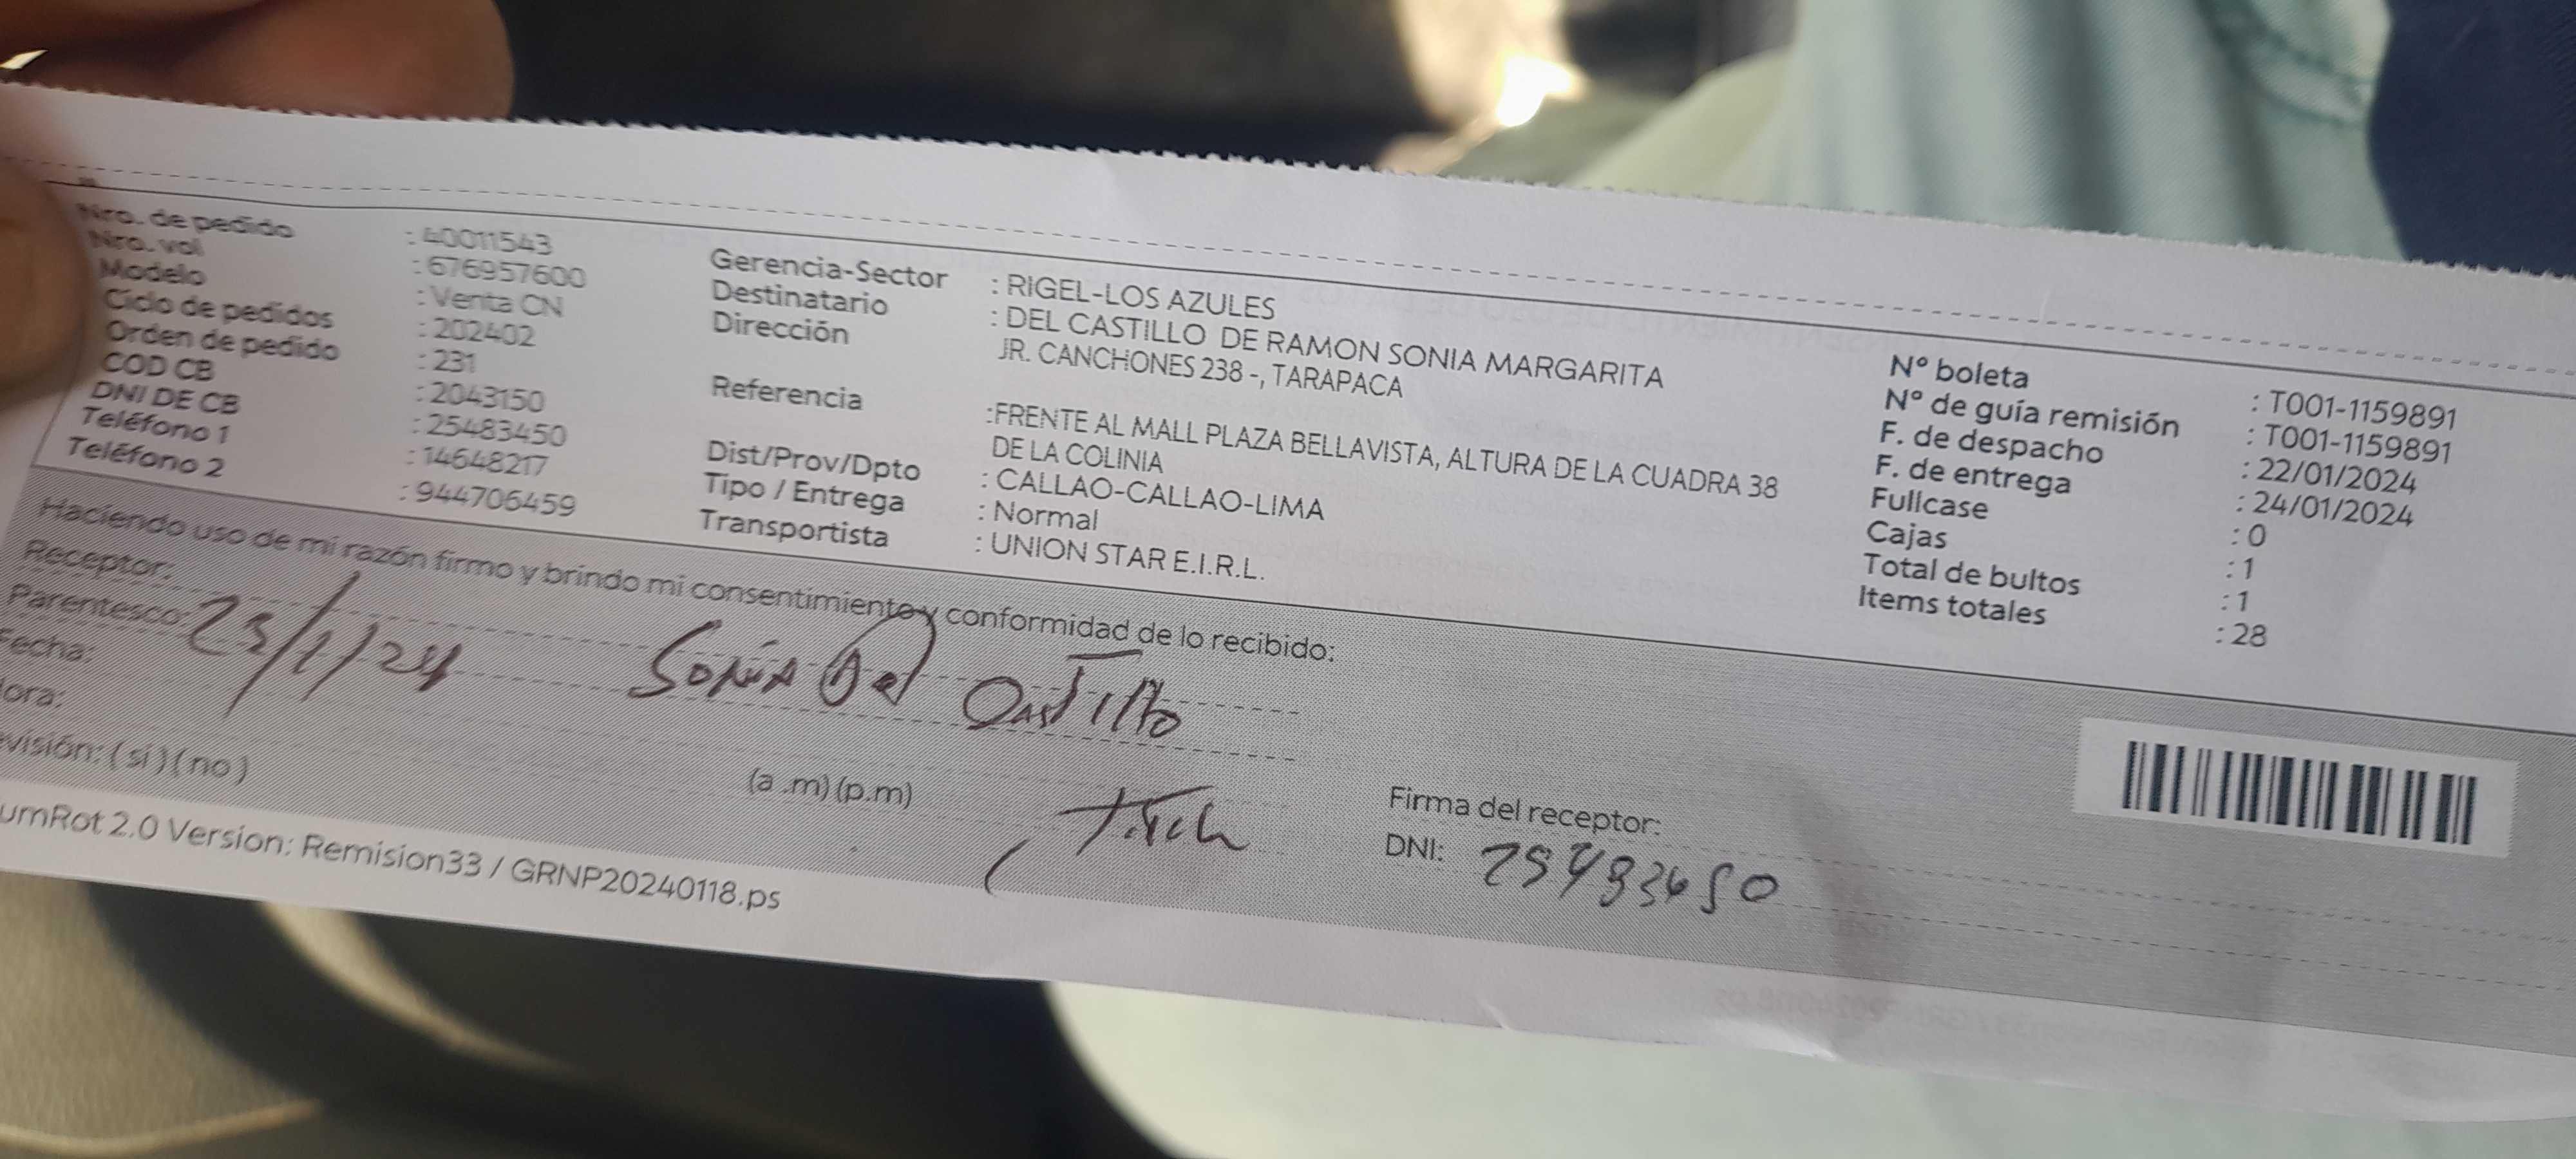 Nro. de pedido : 40011543
Nro. vol : 676957600
Modelo : Venta CN
Ciclo de pedidos : 202402
Orden de pedido : 231
COD CB : 2043150
DNI DE CB : 25483450
Teléfono 1 : 14648217
Teléfono 2 : 944706459
Gerencia-Sector : RIGEL-LOS AZULES
Destinatario : DEL CASTILLO DE RAMON SONIA MARGARITA
Dirección JR. CANCHONES 238 -, TARAPACA
Referencia :FRENTE AL MALL PLAZA BELLAVISTA, ALTURA DE LA CUADRA 38
DE LA COLINIA
Dist/Prov/Dpto : CALLAO-CALLAO-LIMA
Tipo / Entrega : Normal
Transportista : UNION STAR E.I.R.L.
Nº boleta : T001-1159891
Nº de guía remisión : T001-1159891
F. de despacho : 22/01/2024
F. de entrega : 24/01/2024
Fullcase : 0
Cajas : 1
Total de bultos : 1
Items totales : 28
Haciendo uso de mi razón firmo y brindo mi consentimiento y conformidad de lo recibido:
Receptor: Sonia Del Castillo
Parentesco:
Fecha: 23/1/24
Hora: (a .m) (p.m)
evisión: ( si ) ( no )
Firma del receptor:
DNI: 25483450
umRot 2.0 Version: Remision33 / GRNP20240118.ps